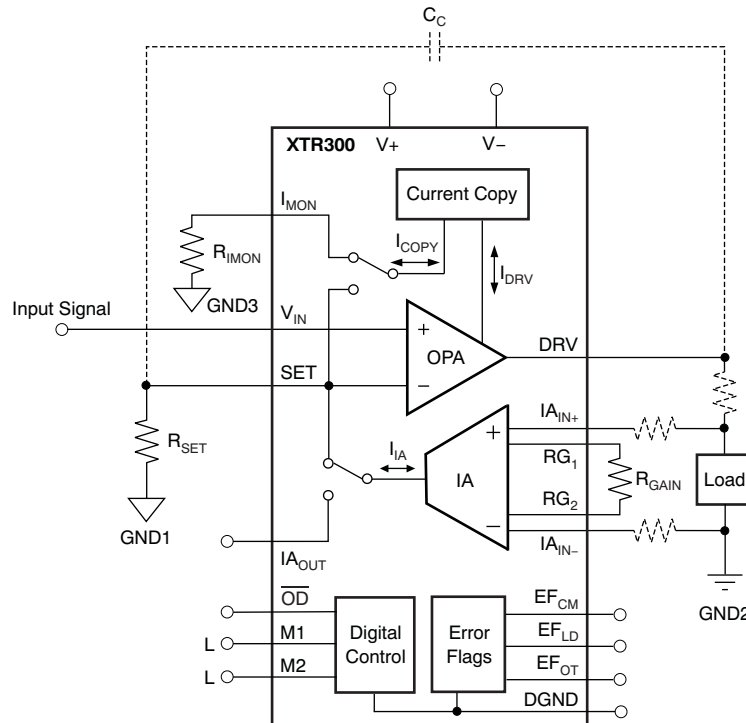 C_C
XTR300
V+
V−
Current Copy
I_MON
I_COPY
I_DRV
R_IMON
GND3
Input Signal
V_IN
+
OPA
−
DRV
SET
R_SET
GND1
I_IA
+
IA
−
IA_IN+
RG_1
R_GAIN
RG_2
IA_IN−
Load
GND2
IA_OUT
OD
L M1
L M2
Digital
Control
Error
Flags
EF_CM
EF_LD
EF_OT
DGND